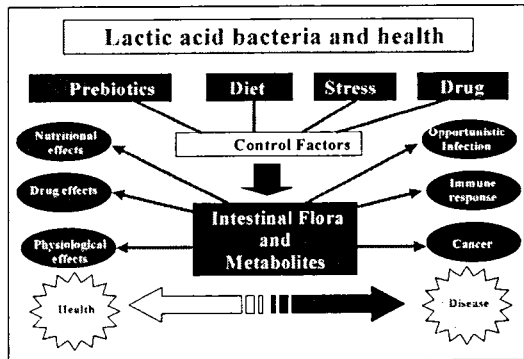 Lactic acid bacteria and health
Prebiotics
Diet
Stress
Drug
Control Factors
Nutritional
effects
Drug effects
Physiological
effects
Opportunistic
Infection
Immune
response
Cancer
Intestinal Flora
and
Metabolites
Health
Disease